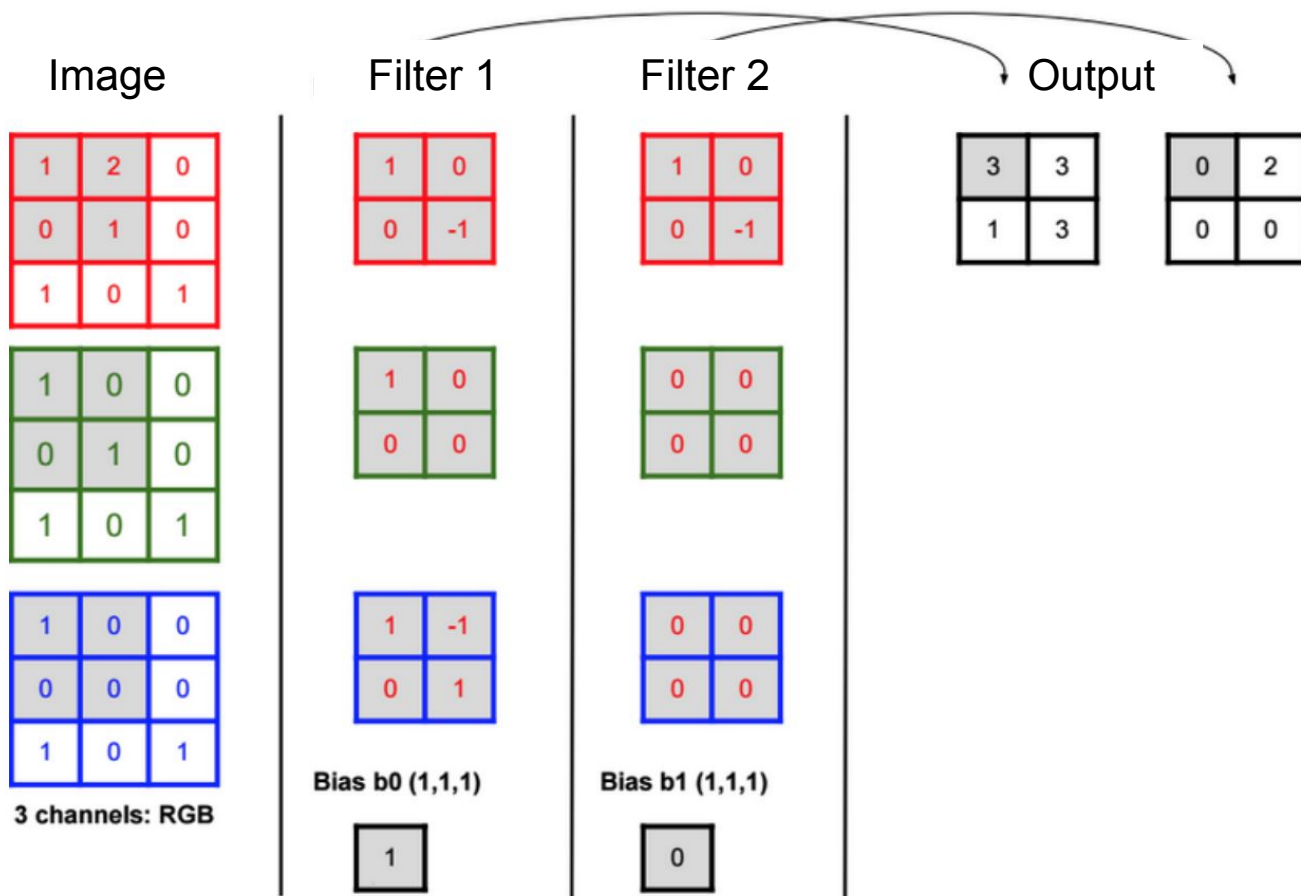 Image Filter 1 Filter 2 Output
1 2 0 1 0 1 0 3 3 0 2
0 1 0 0 -1 0 -1 1 3 0 0
1 0 1
1 0 0 1 0 0 0
0 1 0 0 0 0 0
1 0 1
1 0 0 1 -1 0 0
0 0 0 0 1 0 0
1 0 1
Bias b0 (1,1,1) Bias b1 (1,1,1)
3 channels: RGB
1 0